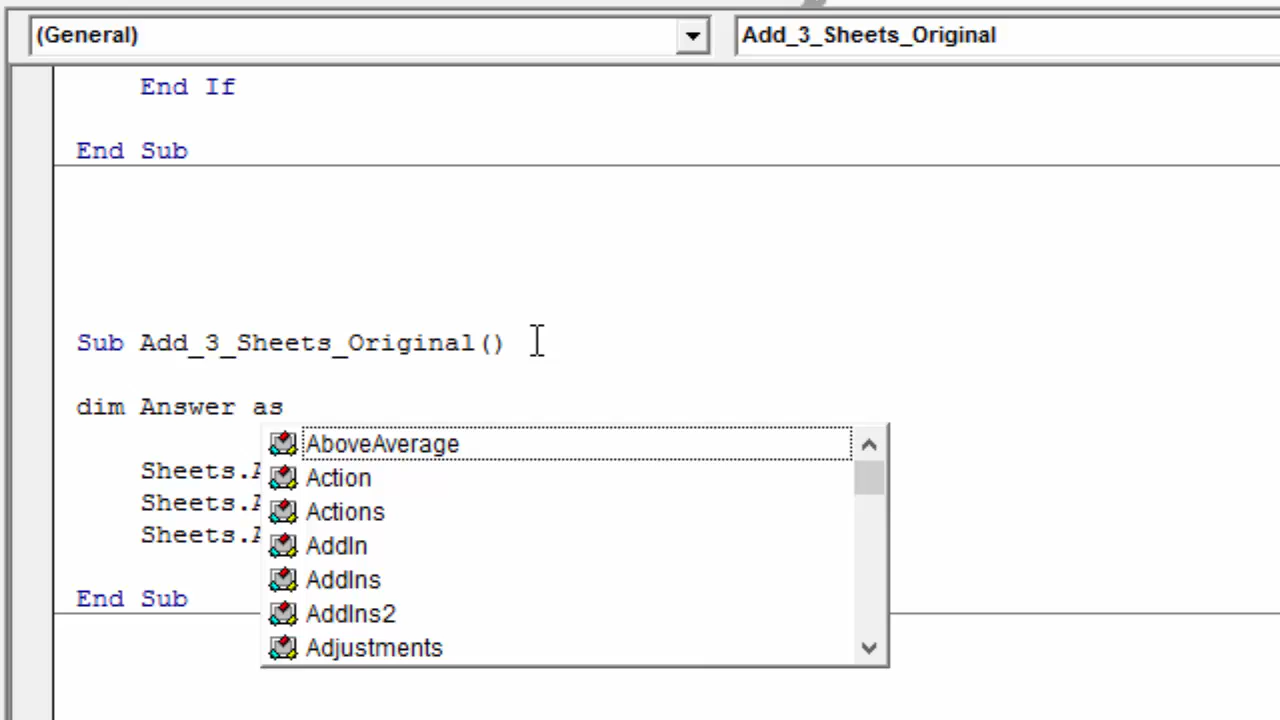 (General)
Add_3_Sheets_Original
End If
End Sub
Sub Add_3_Sheets_Original()
dim Answer as
AboveAverage
Action
Actions
AddIn
AddIns
AddIns2
Adjustments
Sheets.
Sheets.
Sheets.
End Sub